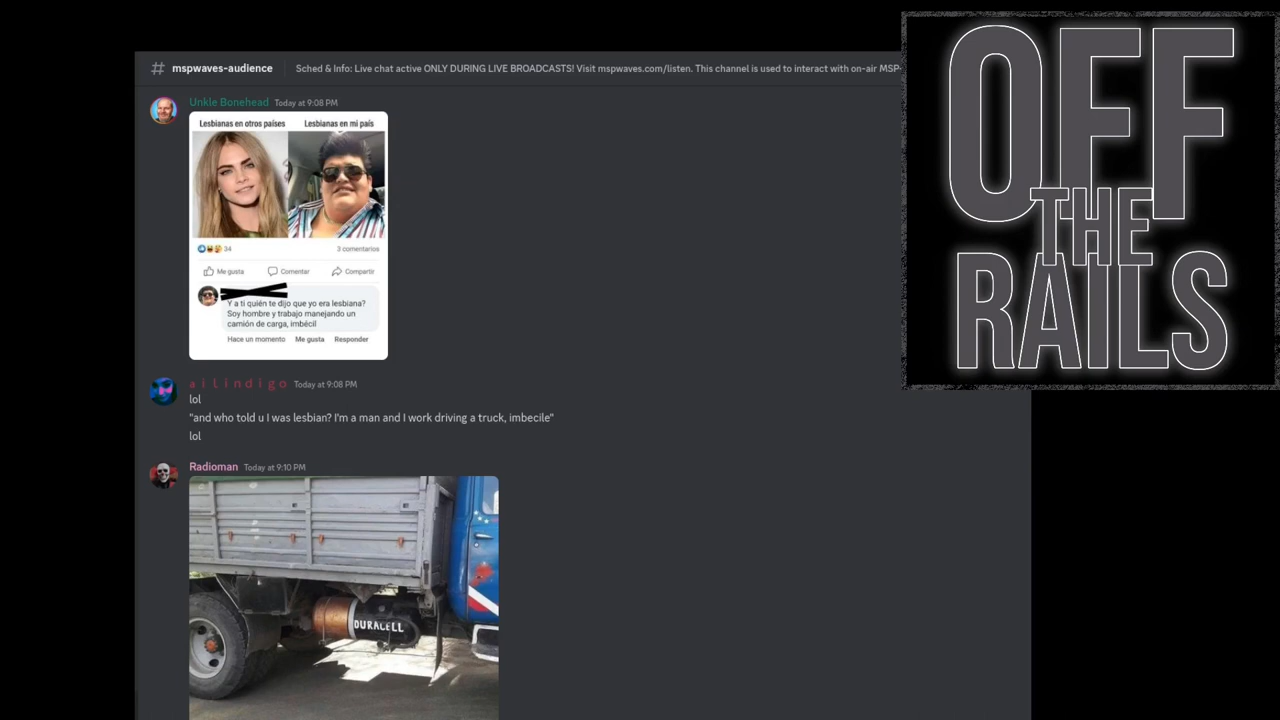 # mspwaves-audience
Sched & Info: Live chat active ONLY DURING LIVE BROADCASTS! Visit mspwaves.com/listen. This channel is used to interact with on-air MSP-
Unkle Bonehead Today at 9:08 PM
Lesbianas en otros países
Lesbianas en mi país
34
3 comentarios
Me gusta
Comentar
Compartir
Y a ti quién te dijo que yo era lesbiana?
Soy hombre y trabajo manejando un
camión de carga, imbécil
Hace un momento Me gusta Responder
a i l i n d i g o Today at 9:08 PM
lol
"and who told u I was lesbian? I'm a man and I work driving a truck, imbecile"
lol
Radioman Today at 9:10 PM
DURACELL
OFF
THE
RAILS